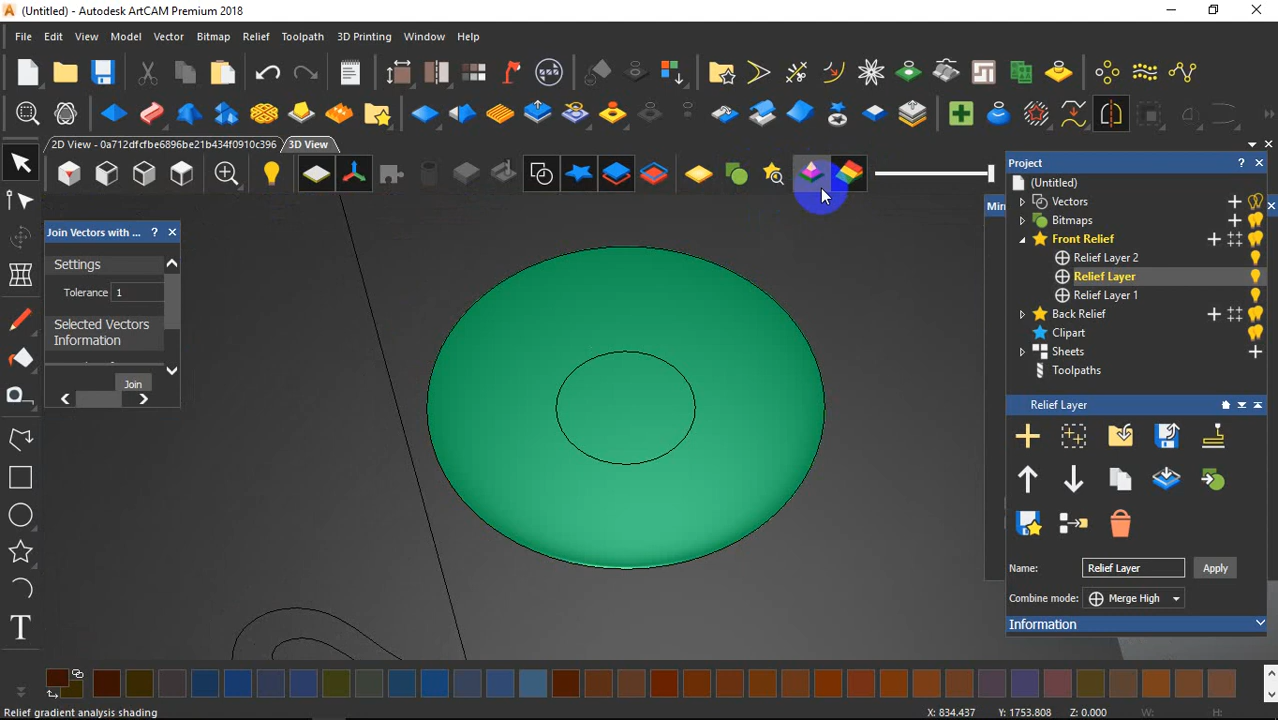 (Untitled) - Autodesk ArtCAM Premium 2018
File Edit View Model Vector Bitmap Relief Toolpath 3D Printing Window Help
2D View - 0a712dfcfbe6896be21b434f0910c396 3D View
Project
(Untitled)
Vectors
Bitmaps
Front Relief
Relief Layer 2
Relief Layer
Relief Layer 1
Back Relief
Clipart
Sheets
Toolpaths
Join Vectors with ... ?
Settings
Tolerance 1
Selected Vectors
Information
Join
Relief Layer
Name: Relief Layer Apply
Combine mode: Merge High
Information
Relief gradient analysis shading
X: 834.437 Y: 1753.808 Z: 0.000 W: H: